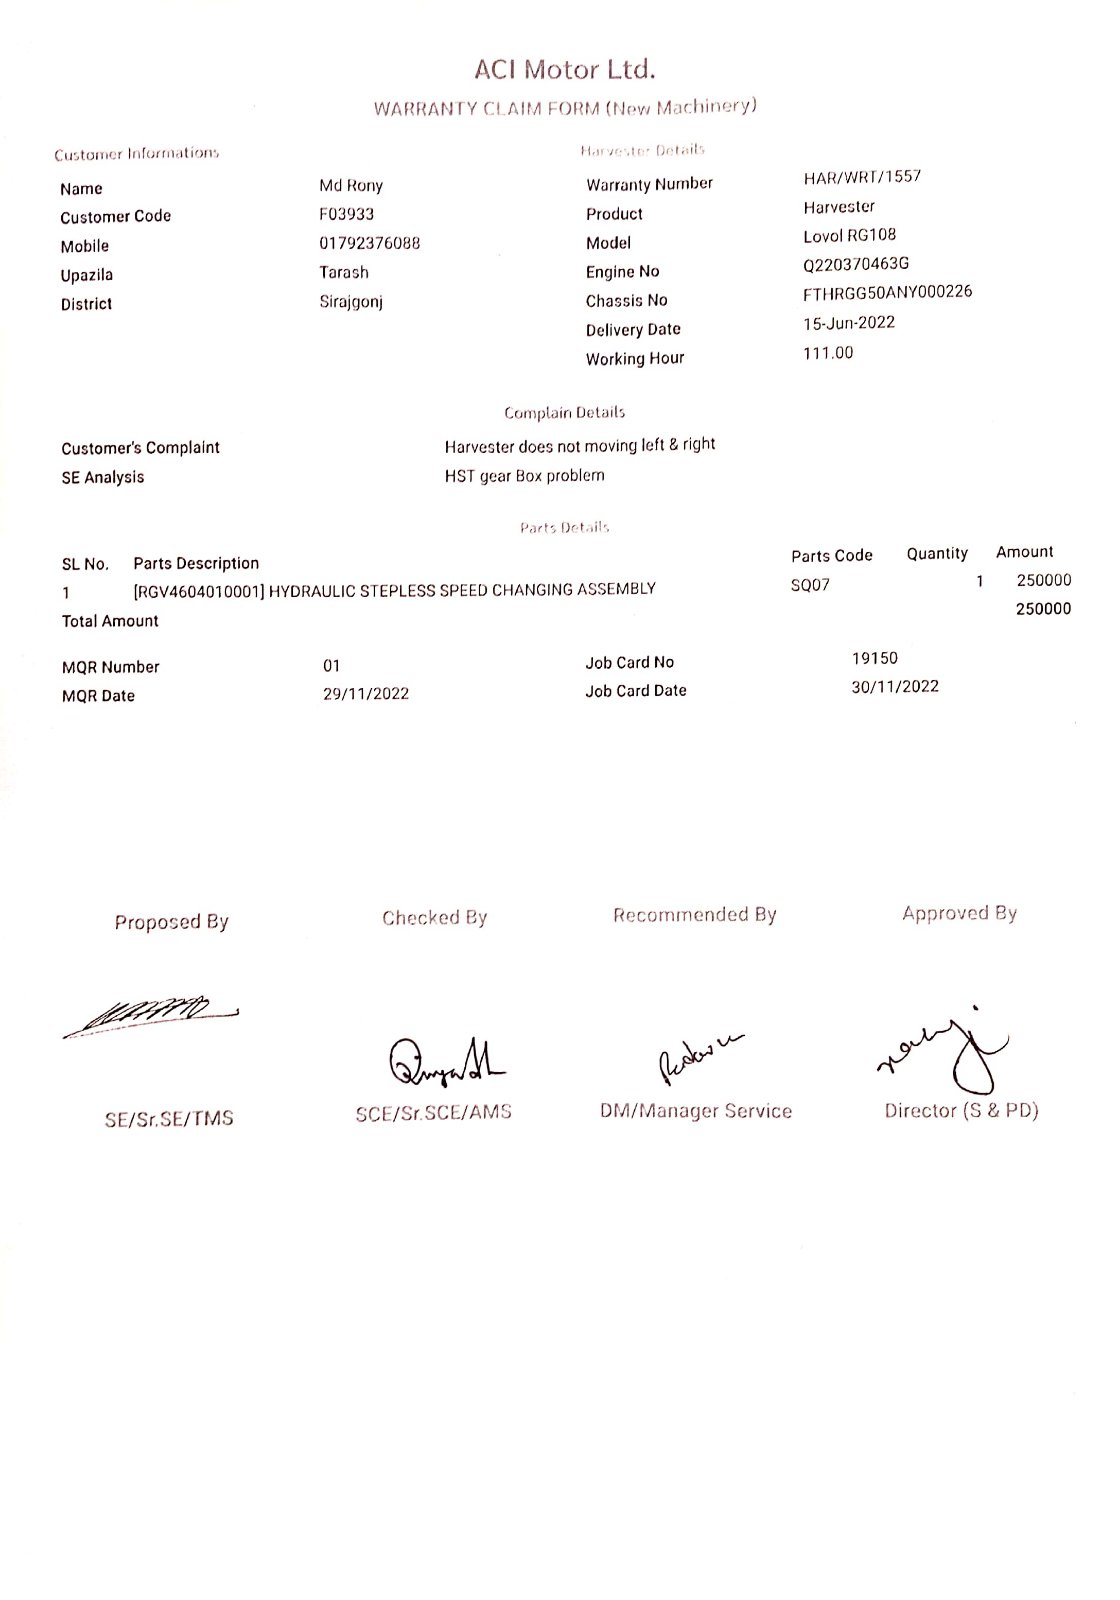 ACI Motor Ltd.
WARRANTY CLAIM FORM (New Machinery)
Customer Informations
Harvester Details
Name Md Rony
Customer Code F03933
Mobile 01792376088
Upazila Tarash
District Sirajgonj
Warranty Number HAR/WRT/1557
Product Harvester
Model Lovol RG108
Engine No Q220370463G
Chassis No FTHRGG50ANY000226
Delivery Date 15-Jun-2022
Working Hour 111.00
Complain Details
Customer's Complaint Harvester does not moving left & right
SE Analysis HST gear Box problem
Parts Details
SL No. Parts Description Parts Code Quantity Amount
1 [RGV4604010001] HYDRAULIC STEPLESS SPEED CHANGING ASSEMBLY SQ07 1 250000
Total Amount 250000
MQR Number 01 Job Card No 19150
MQR Date 29/11/2022 Job Card Date 30/11/2022
Proposed By Checked By Recommended By Approved By
SE/Sr.SE/TMS SCE/Sr.SCE/AMS DM/Manager Service Director (S & PD)